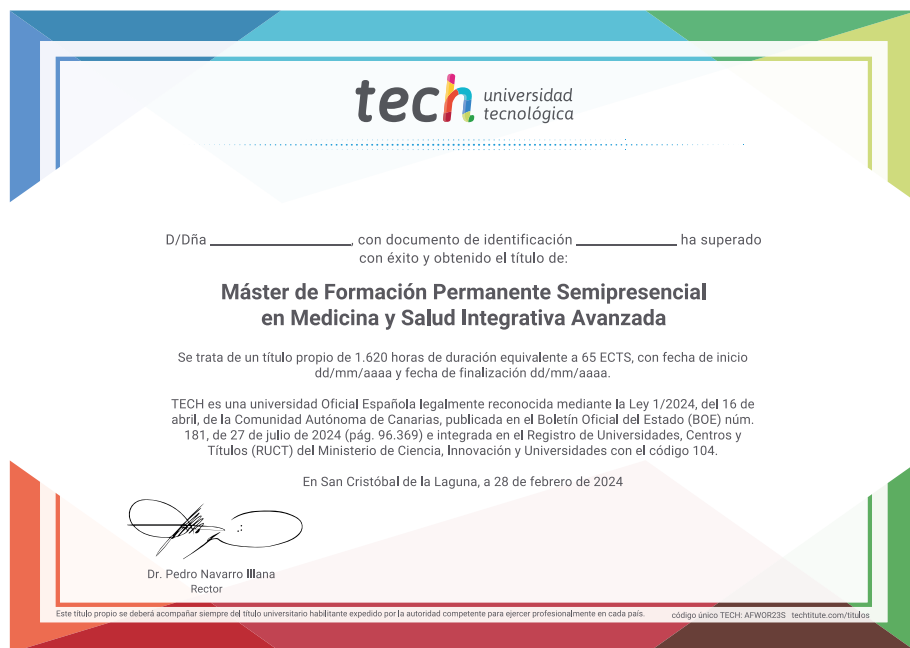 tech universidad
tecnológica
D/Dña ________________, con documento de identificación ____________ ha superado
con éxito y obtenido el título de:
Máster de Formación Permanente Semipresencial
en Medicina y Salud Integrativa Avanzada
Se trata de un título propio de 1.620 horas de duración equivalente a 65 ECTS, con fecha de inicio
dd/mm/aaaa y fecha de finalización dd/mm/aaaa.
TECH es una universidad Oficial Española legalmente reconocida mediante la Ley 1/2024, del 16 de
abril, de la Comunidad Autónoma de Canarias, publicada en el Boletín Oficial del Estado (BOE) núm.
181, de 27 de julio de 2024 (pág. 96.369) e integrada en el Registro de Universidades, Centros y
Títulos (RUCT) del Ministerio de Ciencia, Innovación y Universidades con el código 104.
En San Cristóbal de la Laguna, a 28 de febrero de 2024
Dr. Pedro Navarro Illana
Rector
Este título propio se deberá acompañar siempre del título universitario habilitante expedido por la autoridad competente para ejercer profesionalmente en cada país. código único TECH: AFWOR23S techtitute.com/titulos